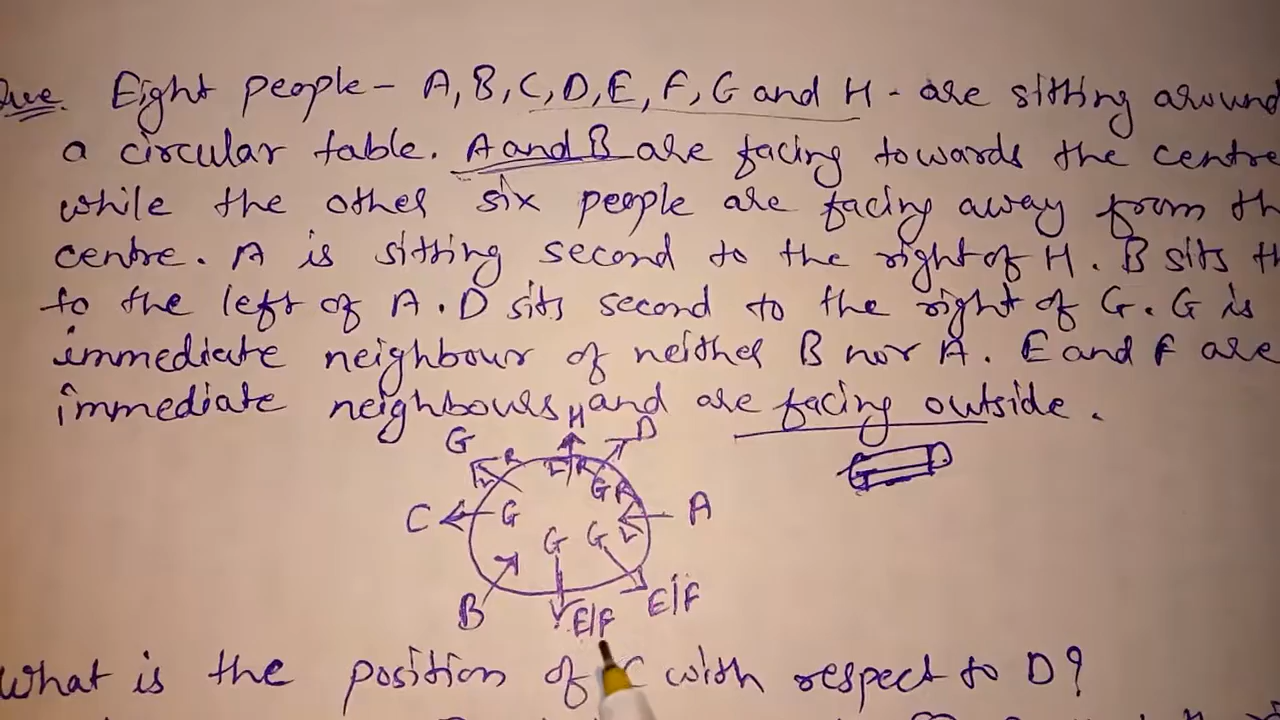 Que. Eight people - A, B, C, D, E, F, G and H - are sitting around
a circular table. A and B are facing towards the centre
while the other six people are facing away from th
centre. A is sitting second to the right of H. B sits th
to the left of A. D sits second to the right of G. G is
immediate neighbour of neither B nor A. E and F are
immediate neighbours, and are facing outside.
H
G D
R L R
C G G R A
G G L
B E/F E/F
What is the position of C with respect to D?